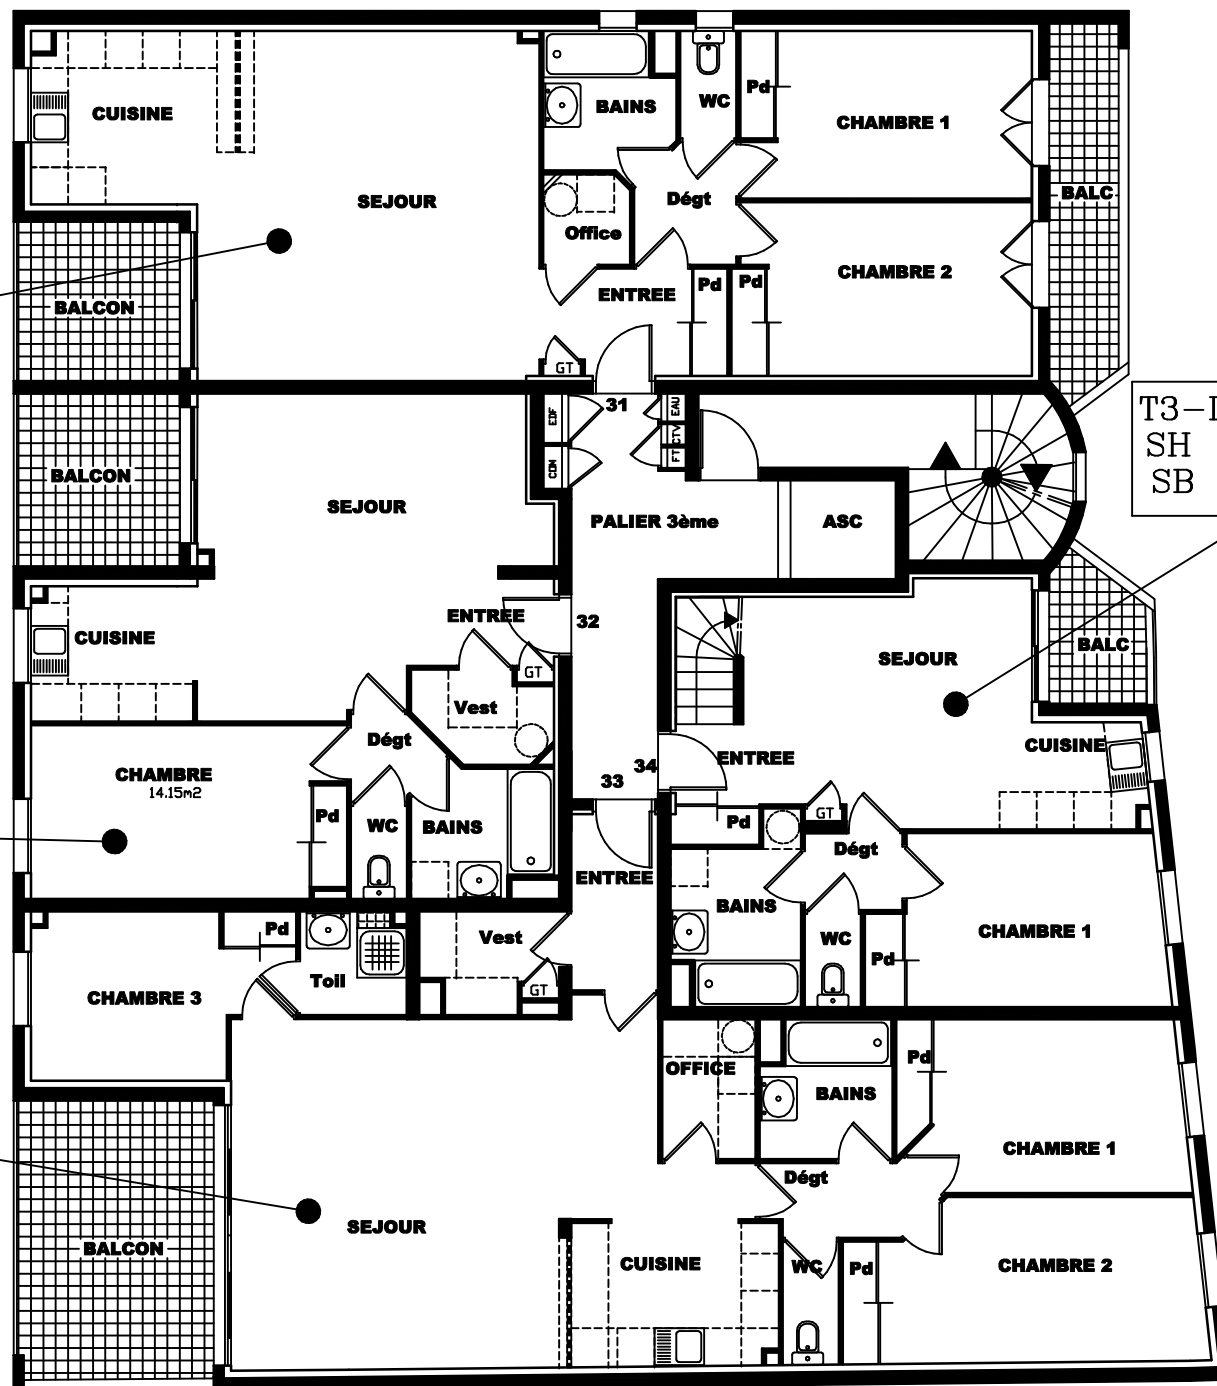 CUISINE
BAINS
WC
Pd
CHAMBRE 1
SEJOUR
Dégt
BALC
Office
CHAMBRE 2
BALCON
ENTREE
Pd
Pd
GT
31
EDF
EAU
CTV
FT
COM
T3-
SH
SB
BALCON
SEJOUR
PALIER 3ème
ASC
ENTREE
32
CUISINE
GT
SEJOUR
BALC
Vest
Dégt
CUISINE
ENTREE
34
33
CHAMBRE
14.15m2
Pd
WC
BAINS
Pd
GT
Dégt
ENTREE
BAINS
WC
CHAMBRE 1
Pd
Pd
Vest
Toil
GT
CHAMBRE 3
OFFICE
Pd
BAINS
CHAMBRE 1
Dégt
SEJOUR
BALCON
CUISINE
WC
Pd
CHAMBRE 2